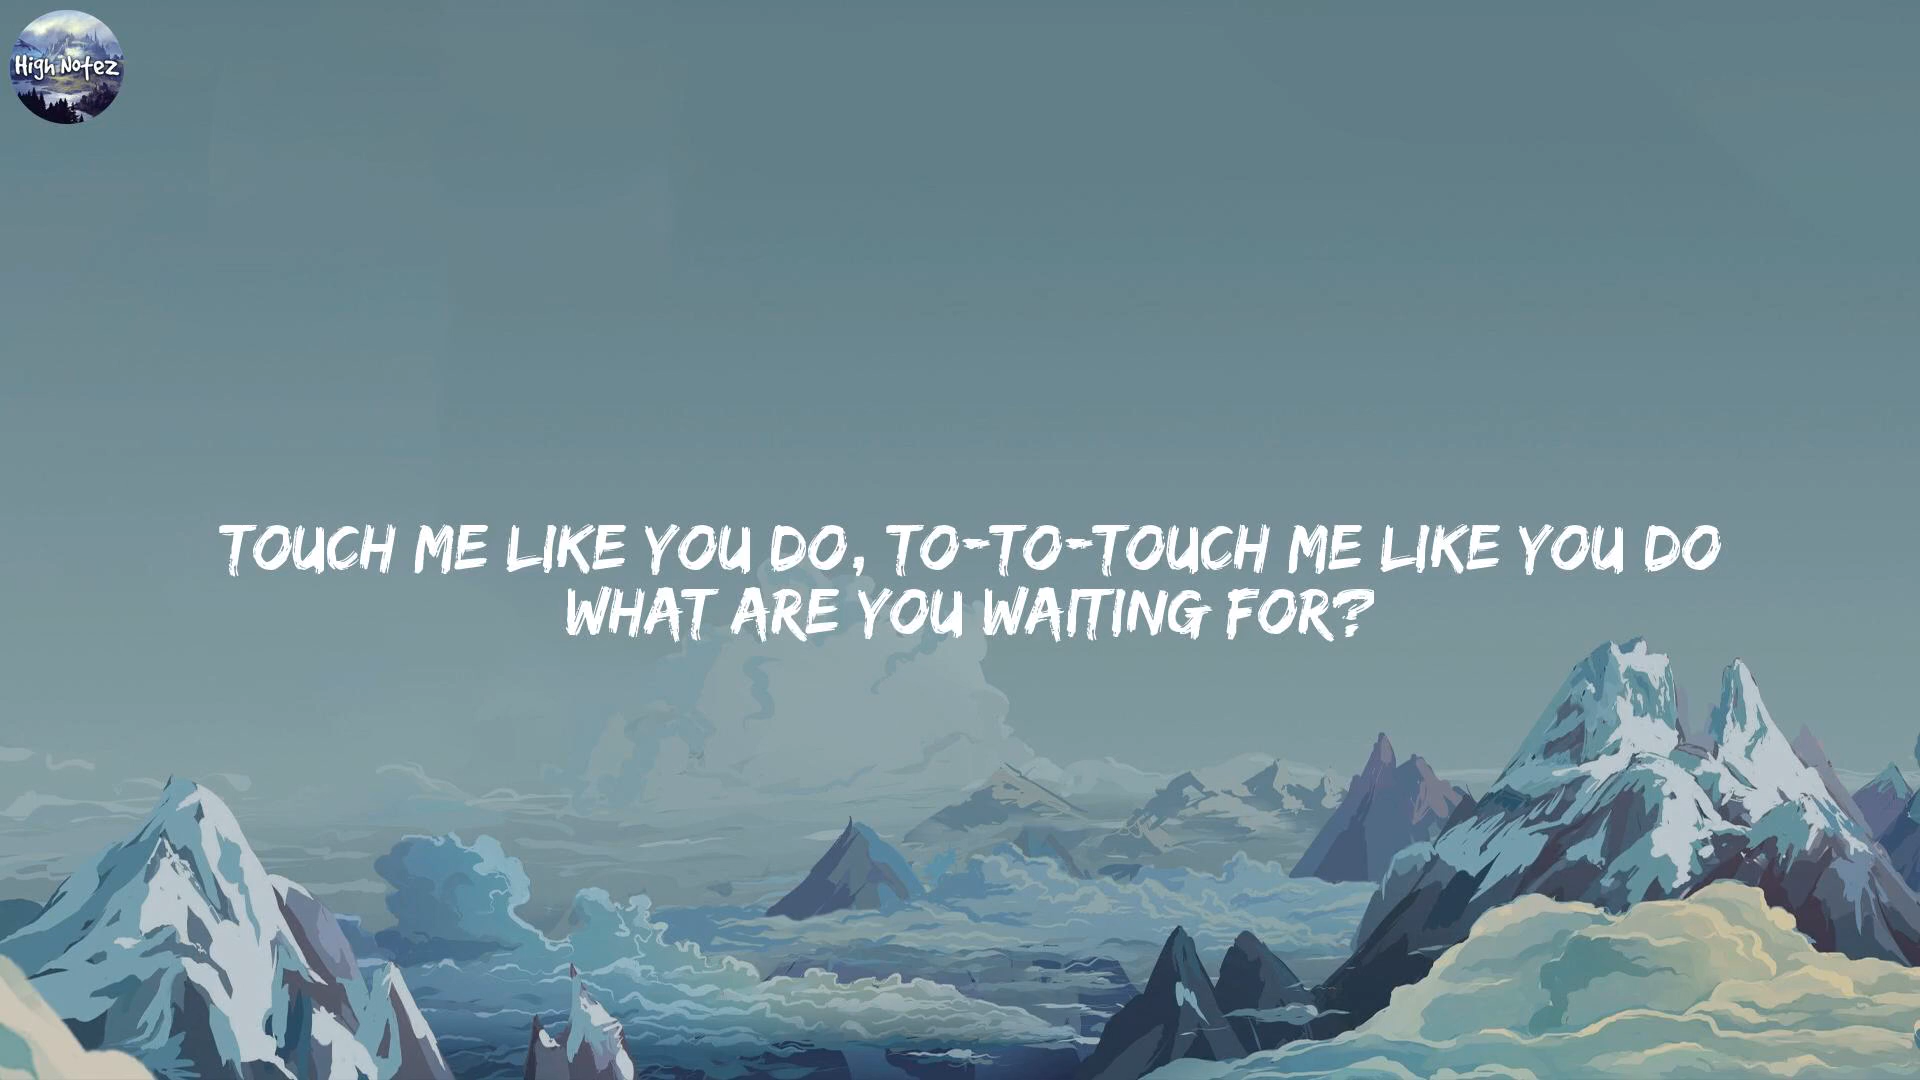 High Notez
TOUCH ME LIKE YOU DO, TO-TO-TOUCH ME LIKE YOU DO
WHAT ARE YOU WAITING FOR?